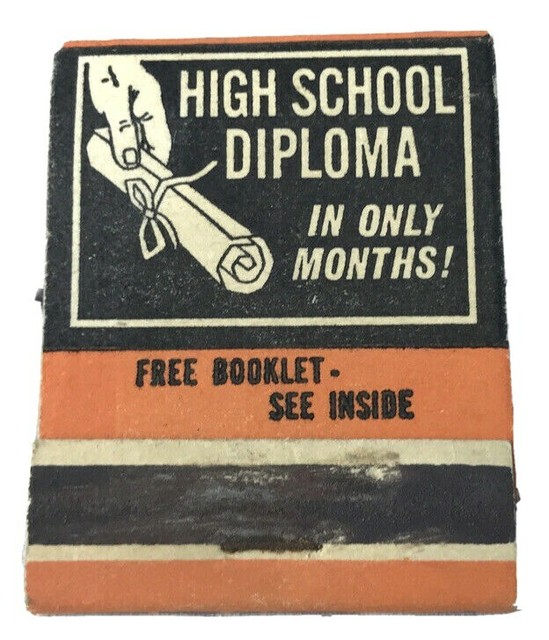 HIGH SCHOOL
DIPLOMA
IN ONLY
MONTHS!
FREE BOOKLET-
SEE INSIDE